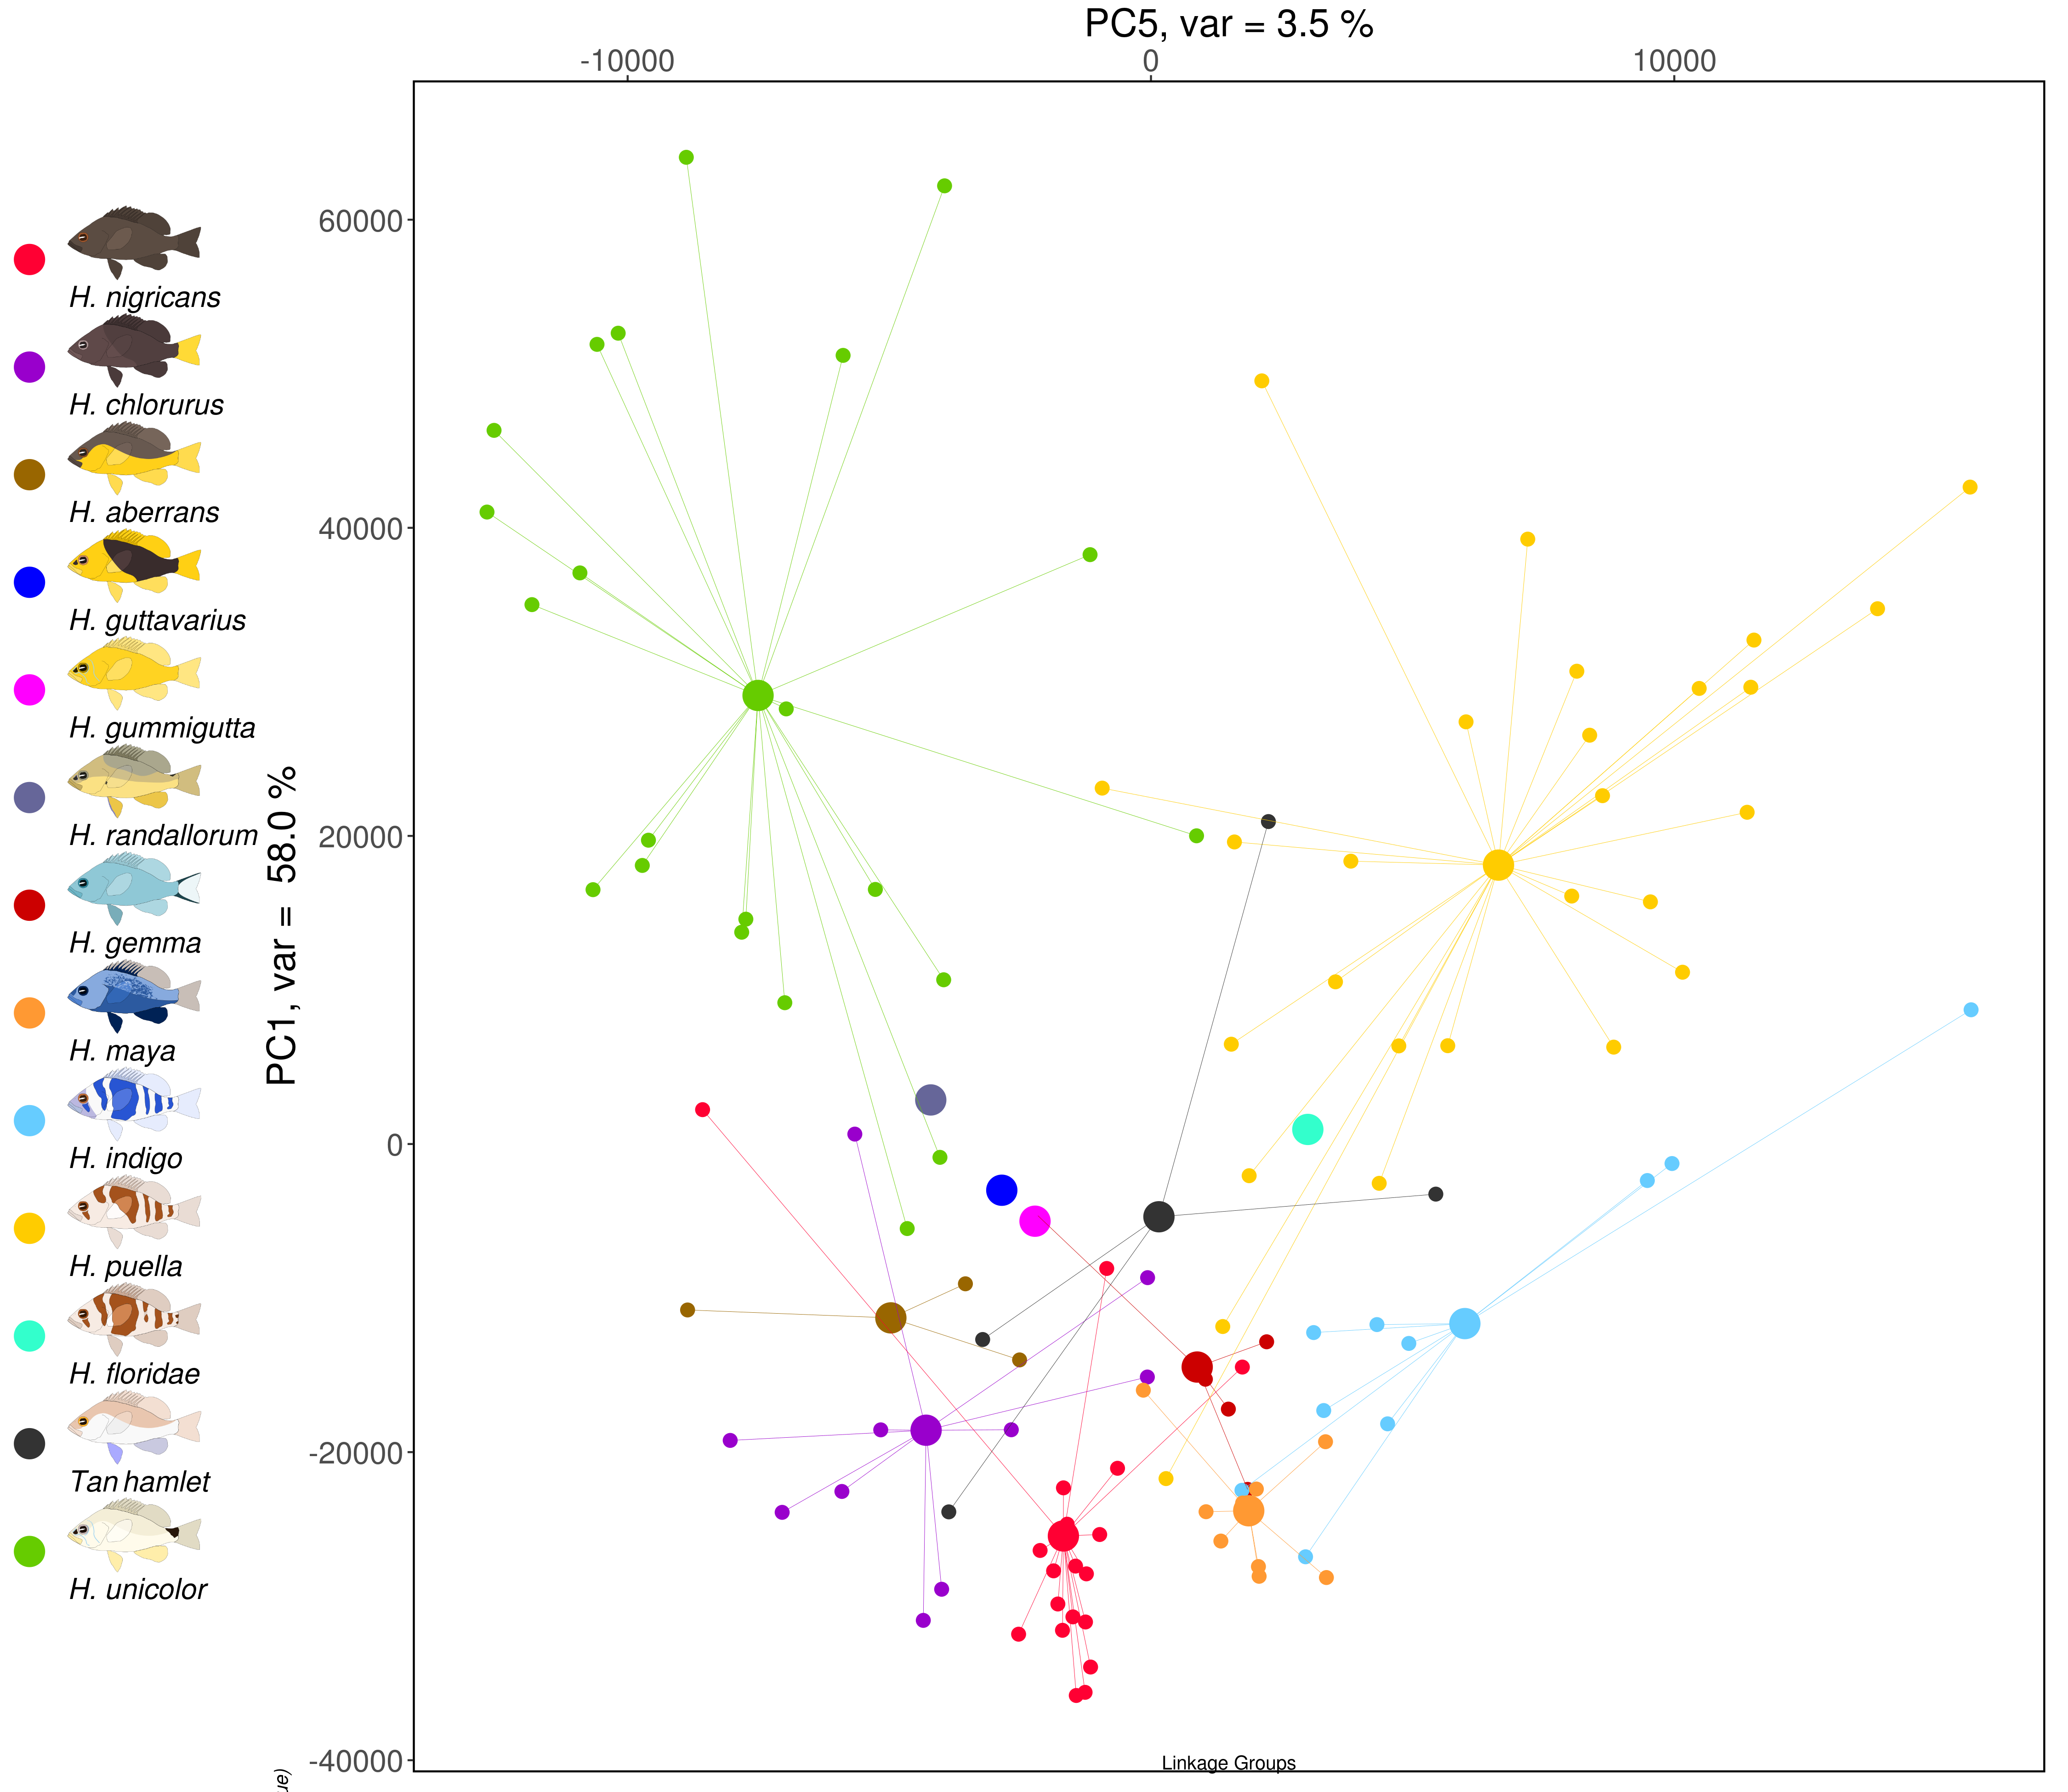 PC5, var = 3.5 %
-10000 0 10000
60000
40000
20000
0
-20000
-40000
PC1, var = 58.0 %
H. nigricans
H. chlorurus
H. aberrans
H. guttavarius
H. gummigutta
H. randallorum
H. gemma
H. maya
H. indigo
H. puella
H. floridae
Tan hamlet
H. unicolor
Linkage Groups
ue)